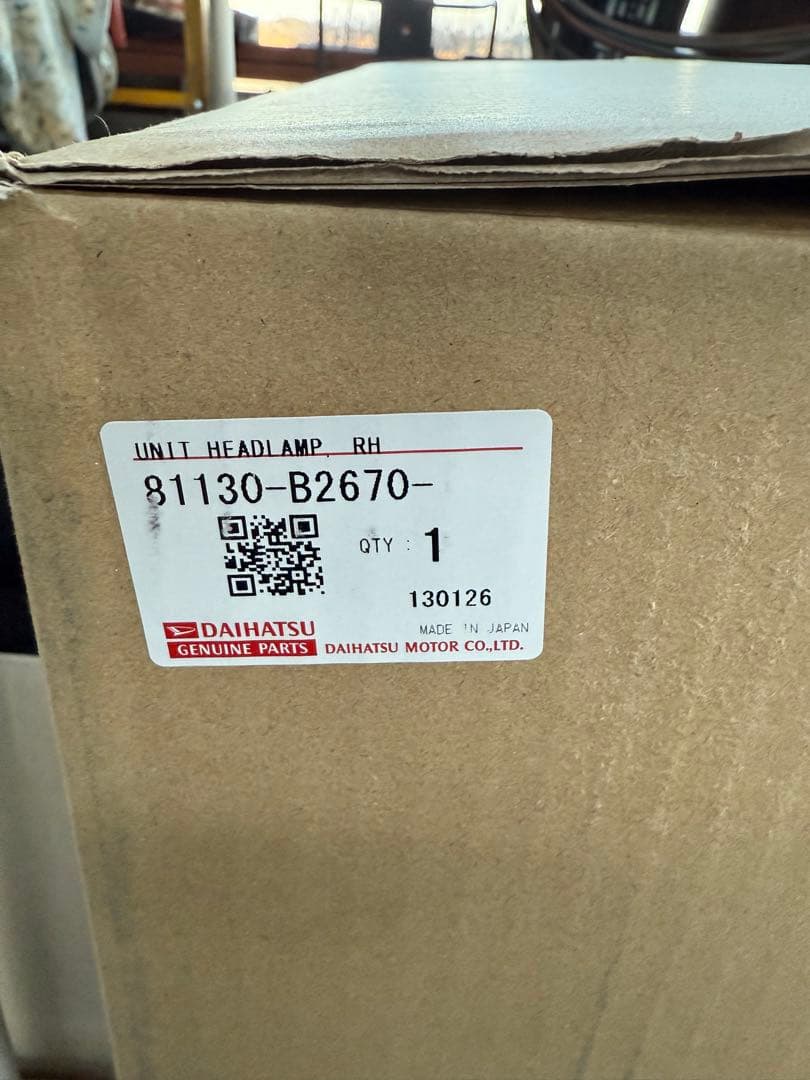 UNIT HEADLAMP, RH
81130-B2670-
QTY : 1
130126
DAIHATSU
MADE IN JAPAN
GENUINE PARTS
DAIHATSU MOTOR CO.,LTD.